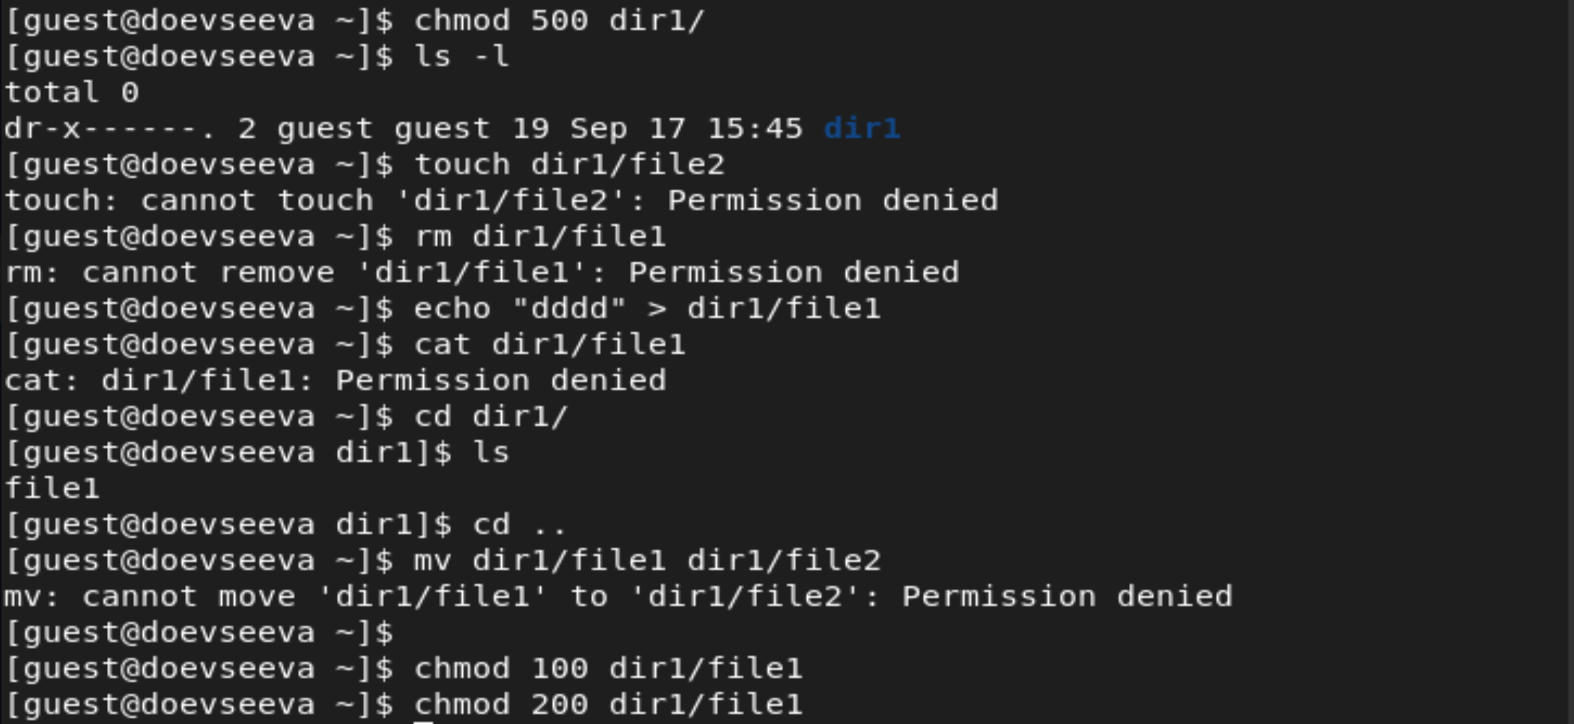 [guest@doevseeva ~]$ chmod 500 dir1/
[guest@doevseeva ~]$ ls -l
total 0
dr-x------. 2 guest guest 19 Sep 17 15:45 dir1
[guest@doevseeva ~]$ touch dir1/file2
touch: cannot touch 'dir1/file2': Permission denied
[guest@doevseeva ~]$ rm dir1/file1
rm: cannot remove 'dir1/file1': Permission denied
[guest@doevseeva ~]$ echo "dddd" > dir1/file1
[guest@doevseeva ~]$ cat dir1/file1
cat: dir1/file1: Permission denied
[guest@doevseeva ~]$ cd dir1/
[guest@doevseeva dir1]$ ls
file1
[guest@doevseeva dir1]$ cd ..
[guest@doevseeva ~]$ mv dir1/file1 dir1/file2
mv: cannot move 'dir1/file1' to 'dir1/file2': Permission denied
[guest@doevseeva ~]$
[guest@doevseeva ~]$ chmod 100 dir1/file1
[guest@doevseeva ~]$ chmod 200 dir1/file1